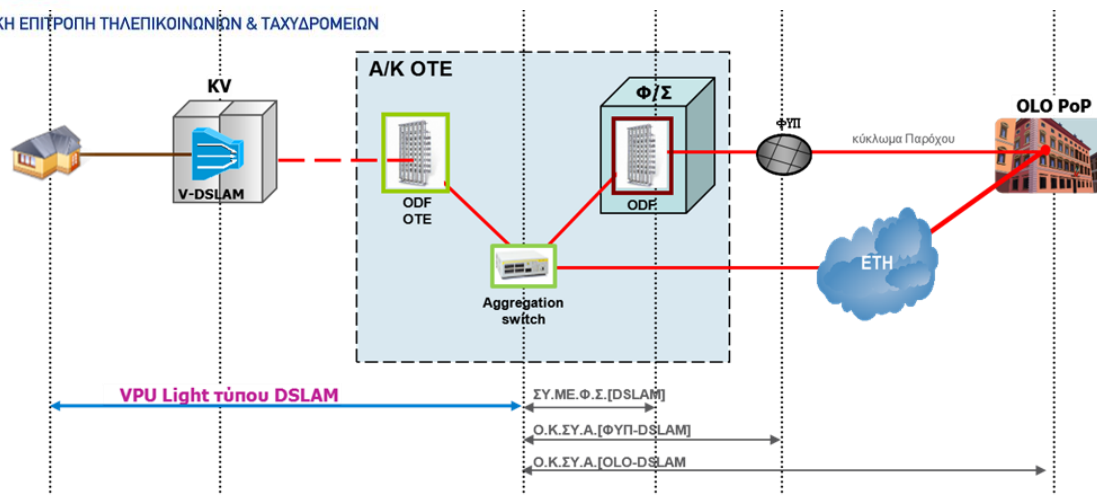 ΚΗ ΕΠΙΤΡΟΠΗ ΤΗΛΕΠΙΚΟΙΝΩΝΙΩΝ & ΤΑΧΥΔΡΟΜΕΙΩΝ
Α/Κ ΟΤΕ
KV
Φ/Σ
OLO PoP
ΦΥΠ
κύκλωμα Παρόχου
V-DSLAM
ODF
OTE
ODF
ETH
Aggregation
switch
VPU Light τύπου DSLAM
ΣΥ.ΜΕ.Φ.Σ.[DSLAM]
Ο.Κ.ΣΥ.Α.[ΦΥΠ-DSLAM]
Ο.Κ.ΣΥ.Α.[OLO-DSLAM